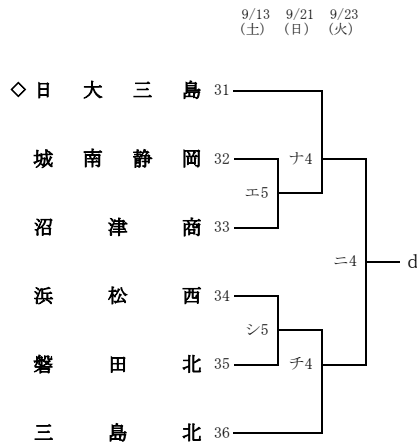 9/13 9/21 9/23
(土) (日) (火)
◇日大三島 31
ナ4
城南静岡 32
エ5
沼津商 33
ニ4 d
浜松西 34
シ5
磐田北 35 チ4
三島北 36